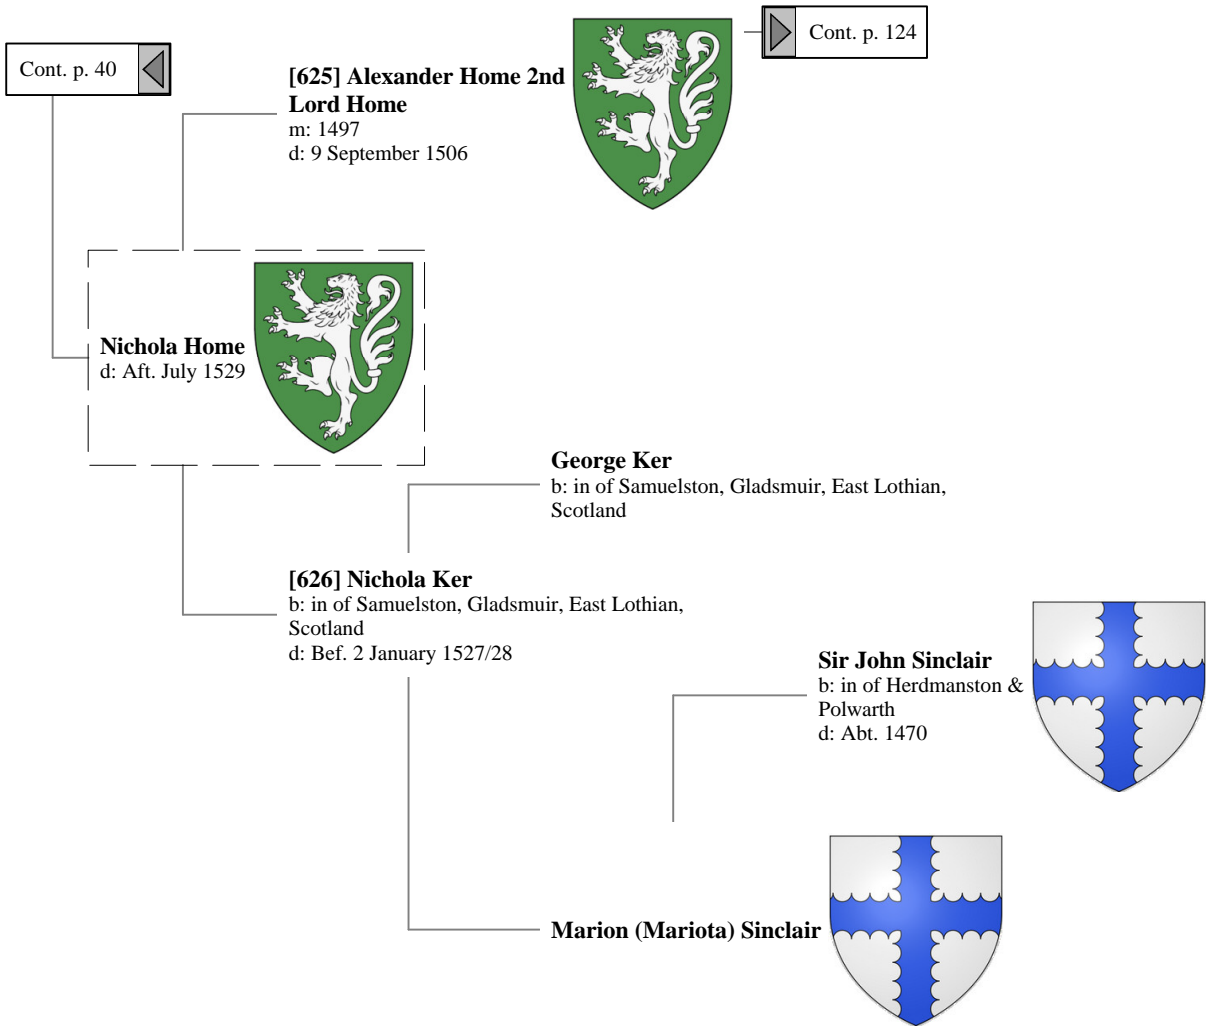 Cont. p. 40
Cont. p. 124
[625] Alexander Home 2nd
Lord Home
m: 1497
d: 9 September 1506
Nichola Home
d: Aft. July 1529
George Ker
b: in of Samuelston, Gladsmuir, East Lothian,
Scotland
[626] Nichola Ker
b: in of Samuelston, Gladsmuir, East Lothian,
Scotland
d: Bef. 2 January 1527/28
Sir John Sinclair
b: in of Herdmanston &
Polwarth
d: Abt. 1470
Marion (Mariota) Sinclair